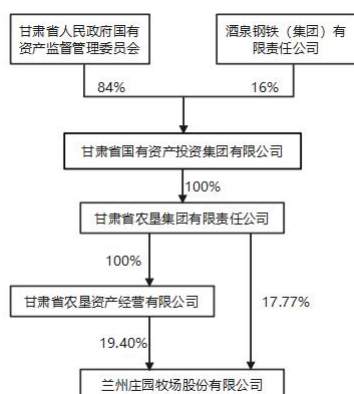 甘肃省人民政府国有
资产监督管理委员会
酒泉钢铁（集团）有
限责任公司
84%
16%
甘肃省国有资产投资集团有限公司
100%
甘肃省农垦集团有限责任公司
100%
17.77%
甘肃省农垦资产经营有限公司
19.40%
兰州庄园牧场股份有限公司